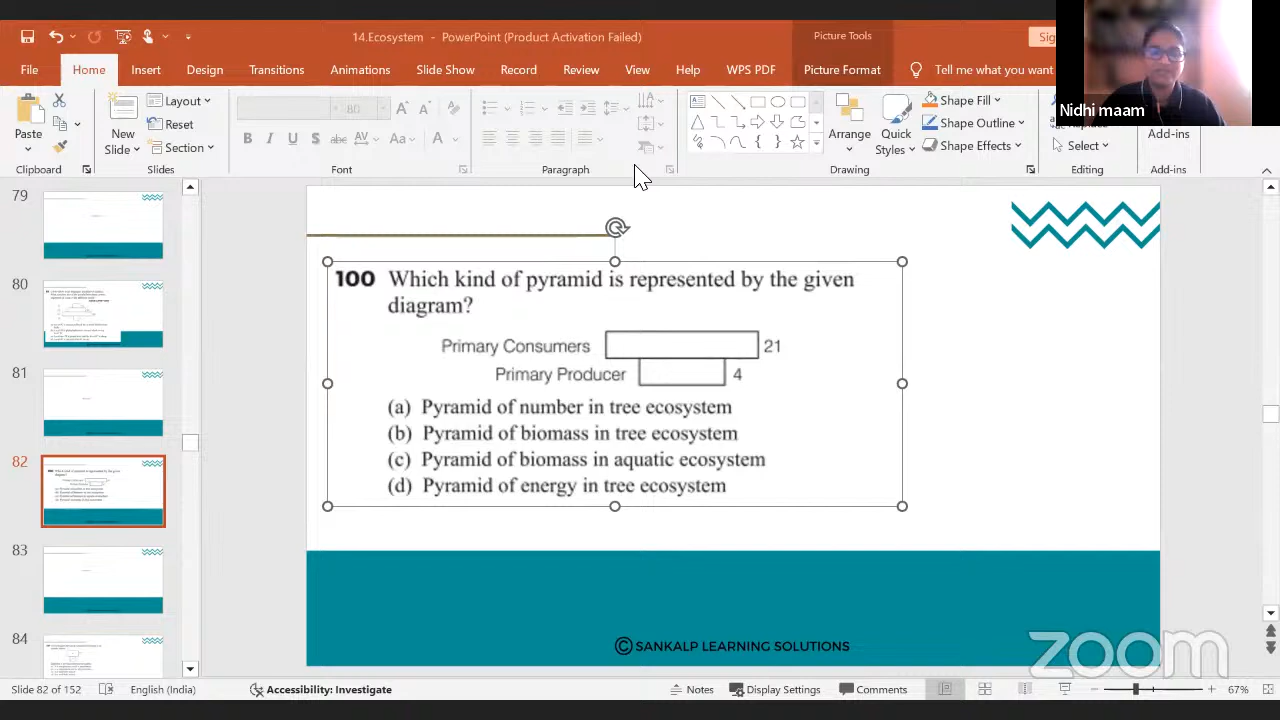 14.Ecosystem - PowerPoint (Product Activation Failed)
Picture Tools
Nidhi maam
File Home Insert Design Transitions Animations Slide Show Record Review View Help WPS PDF Picture Format Tell me what you want
Paste
New
Slide
Layout
Reset
Section
80
B I U S
Aa
A
Arrange
Quick
Styles
Shape Fill
Shape Outline
Shape Effects
Select
Add-ins
Clipboard Slides Font Paragraph Drawing Editing Add-ins
79
80
81
82
83
84
100 Which kind of pyramid is represented by the given
diagram?
Primary Consumers 21
Primary Producer 4
(a) Pyramid of number in tree ecosystem
(b) Pyramid of biomass in tree ecosystem
(c) Pyramid of biomass in aquatic ecosystem
(d) Pyramid of energy in tree ecosystem
© SANKALP LEARNING SOLUTIONS
zoom
Slide 82 of 152 English (India) Accessibility: Investigate Notes Display Settings Comments 67%